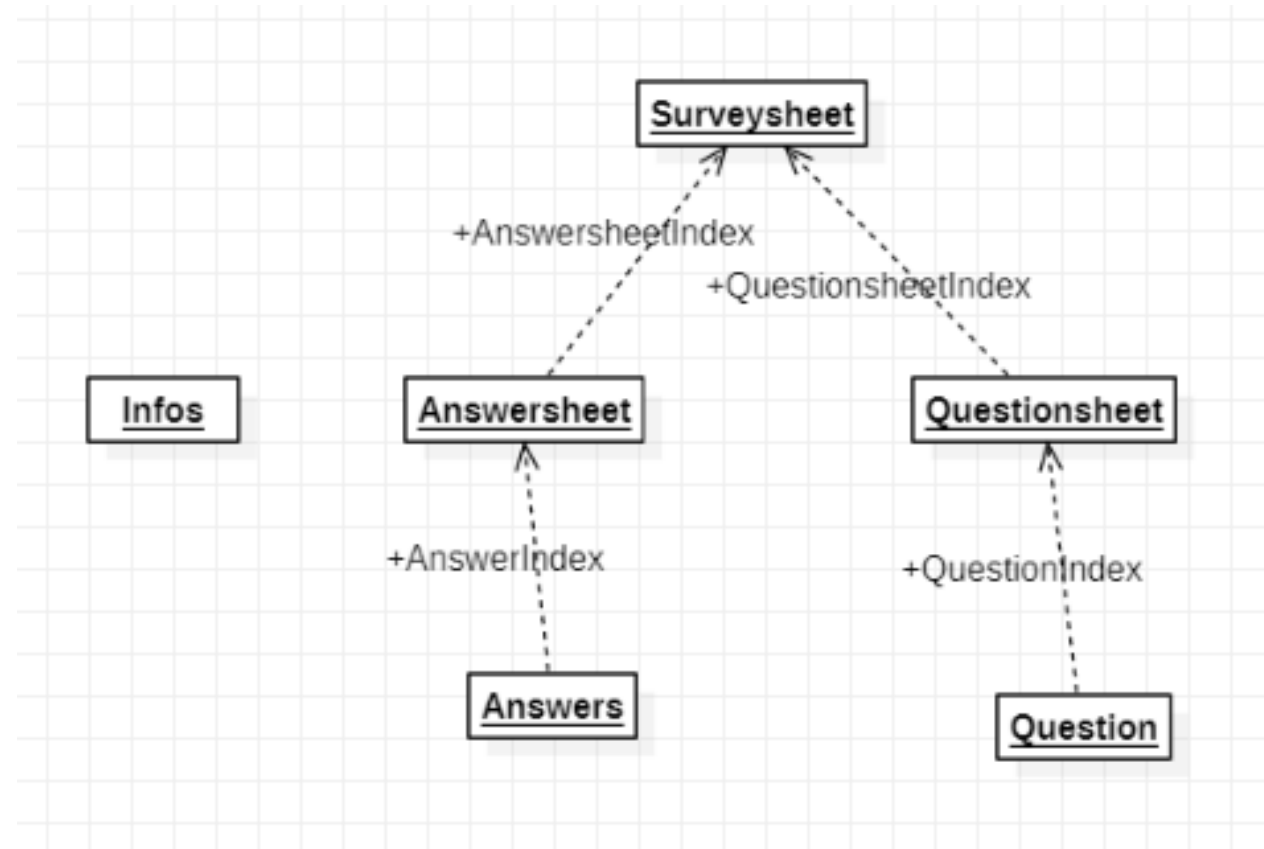 Surveysheet
+AnswersheetIndex
+QuestionsheetIndex
Infos
Answersheet
Questionsheet
+AnswerIndex
+QuestionIndex
Answers
Question